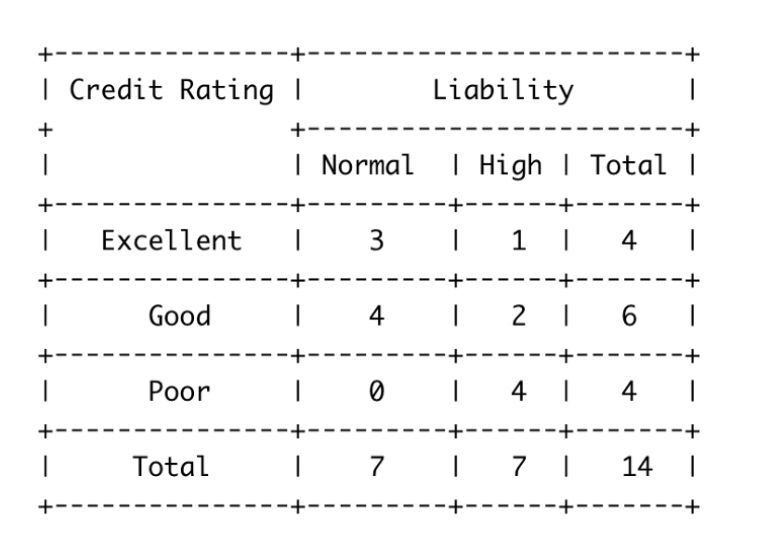 +---------------+------------------------+
| Credit Rating |        Liability       |
+               +------------------------+
|               | Normal  | High | Total |
+---------------+---------+------+-------+
|   Excellent   |    3    |   1  |   4   |
+---------------+---------+------+-------+
|      Good     |    4    |   2  |   6   |
+---------------+---------+------+-------+
|      Poor     |    0    |   4  |   4   |
+---------------+---------+------+-------+
|     Total     |    7    |   7  |   14  |
+---------------+---------+------+-------+